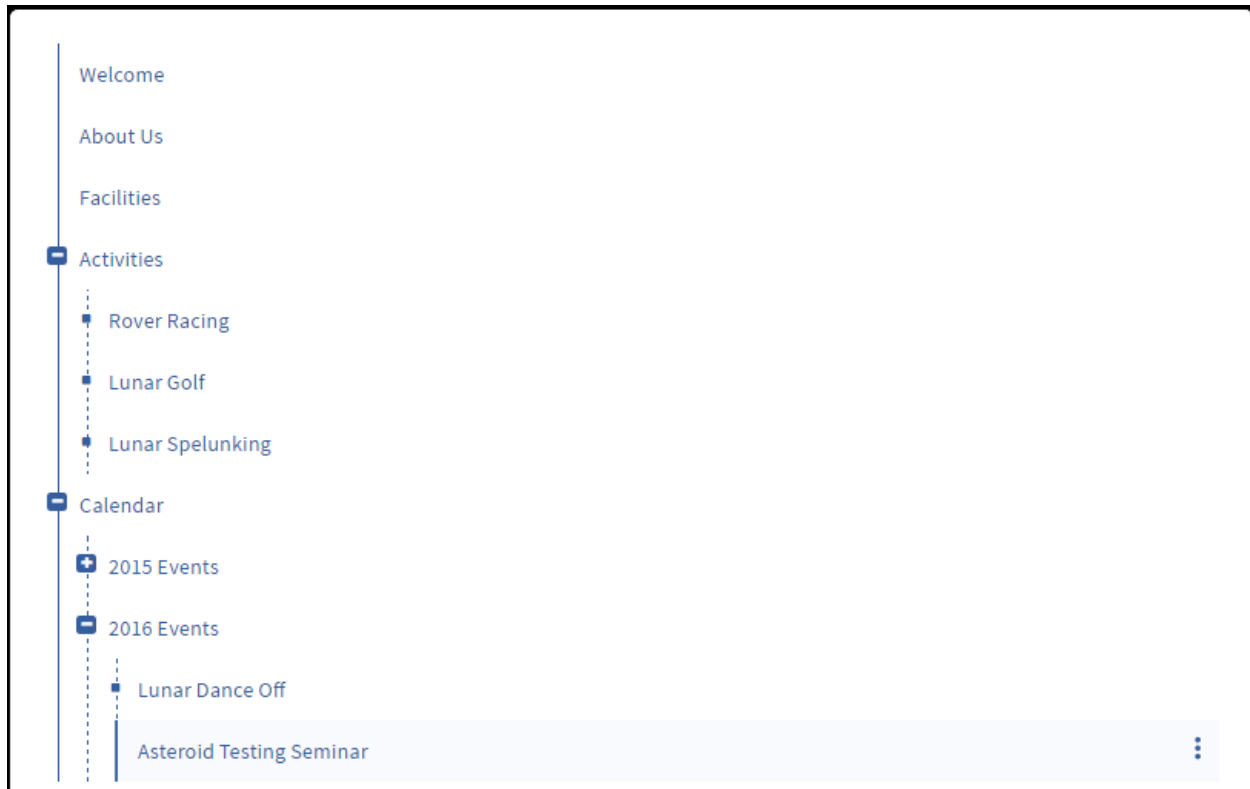 Welcome
About Us
Facilities
Activities
Rover Racing
Lunar Golf
Lunar Spelunking
Calendar
2015 Events
2016 Events
Lunar Dance Off
Asteroid Testing Seminar